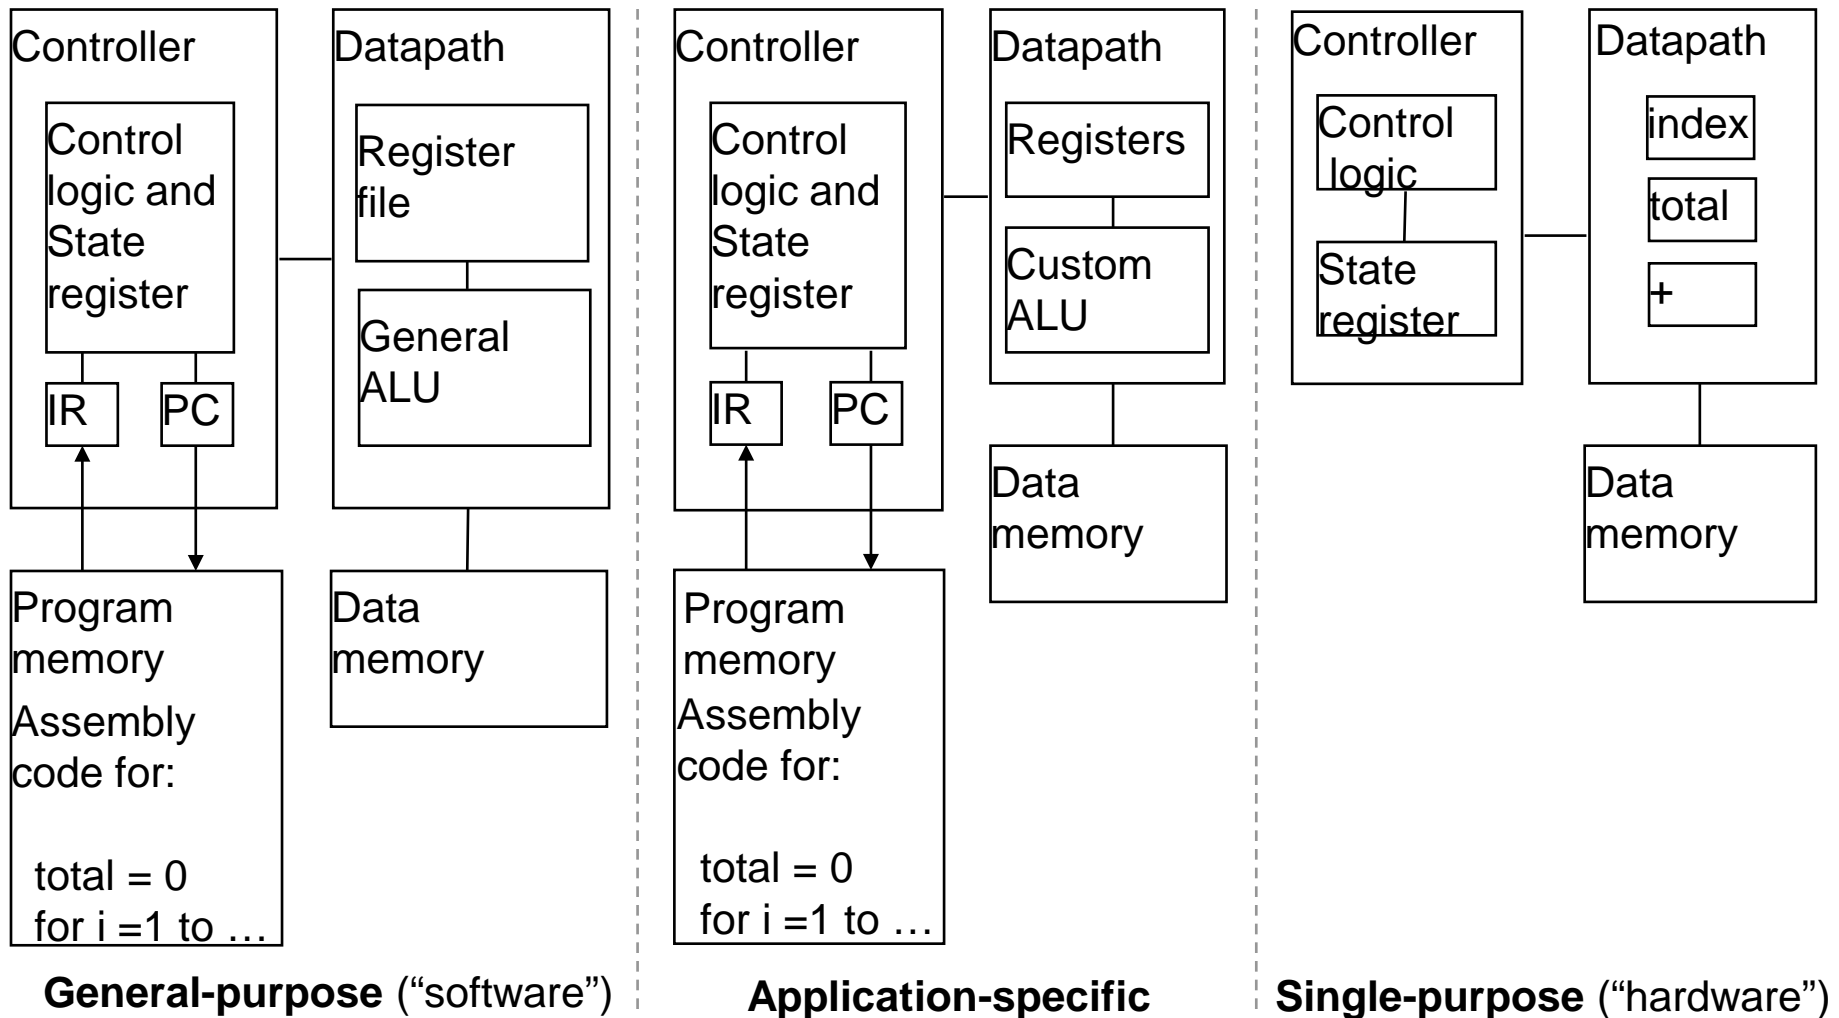 Controller
Control
logic and
State
register
IR
PC
Datapath
Register
file
General
ALU
Program
memory
Assembly
code for:
total = 0
for i =1 to …
Data
memory
General-purpose (“software”)
Controller
Control
logic and
State
register
IR
PC
Datapath
Registers
Custom
ALU
Data
memory
Program
memory
Assembly
code for:
total = 0
for i =1 to …
Application-specific
Controller
Control
logic
State
register
Datapath
index
total
+
Data
memory
Single-purpose (“hardware”)